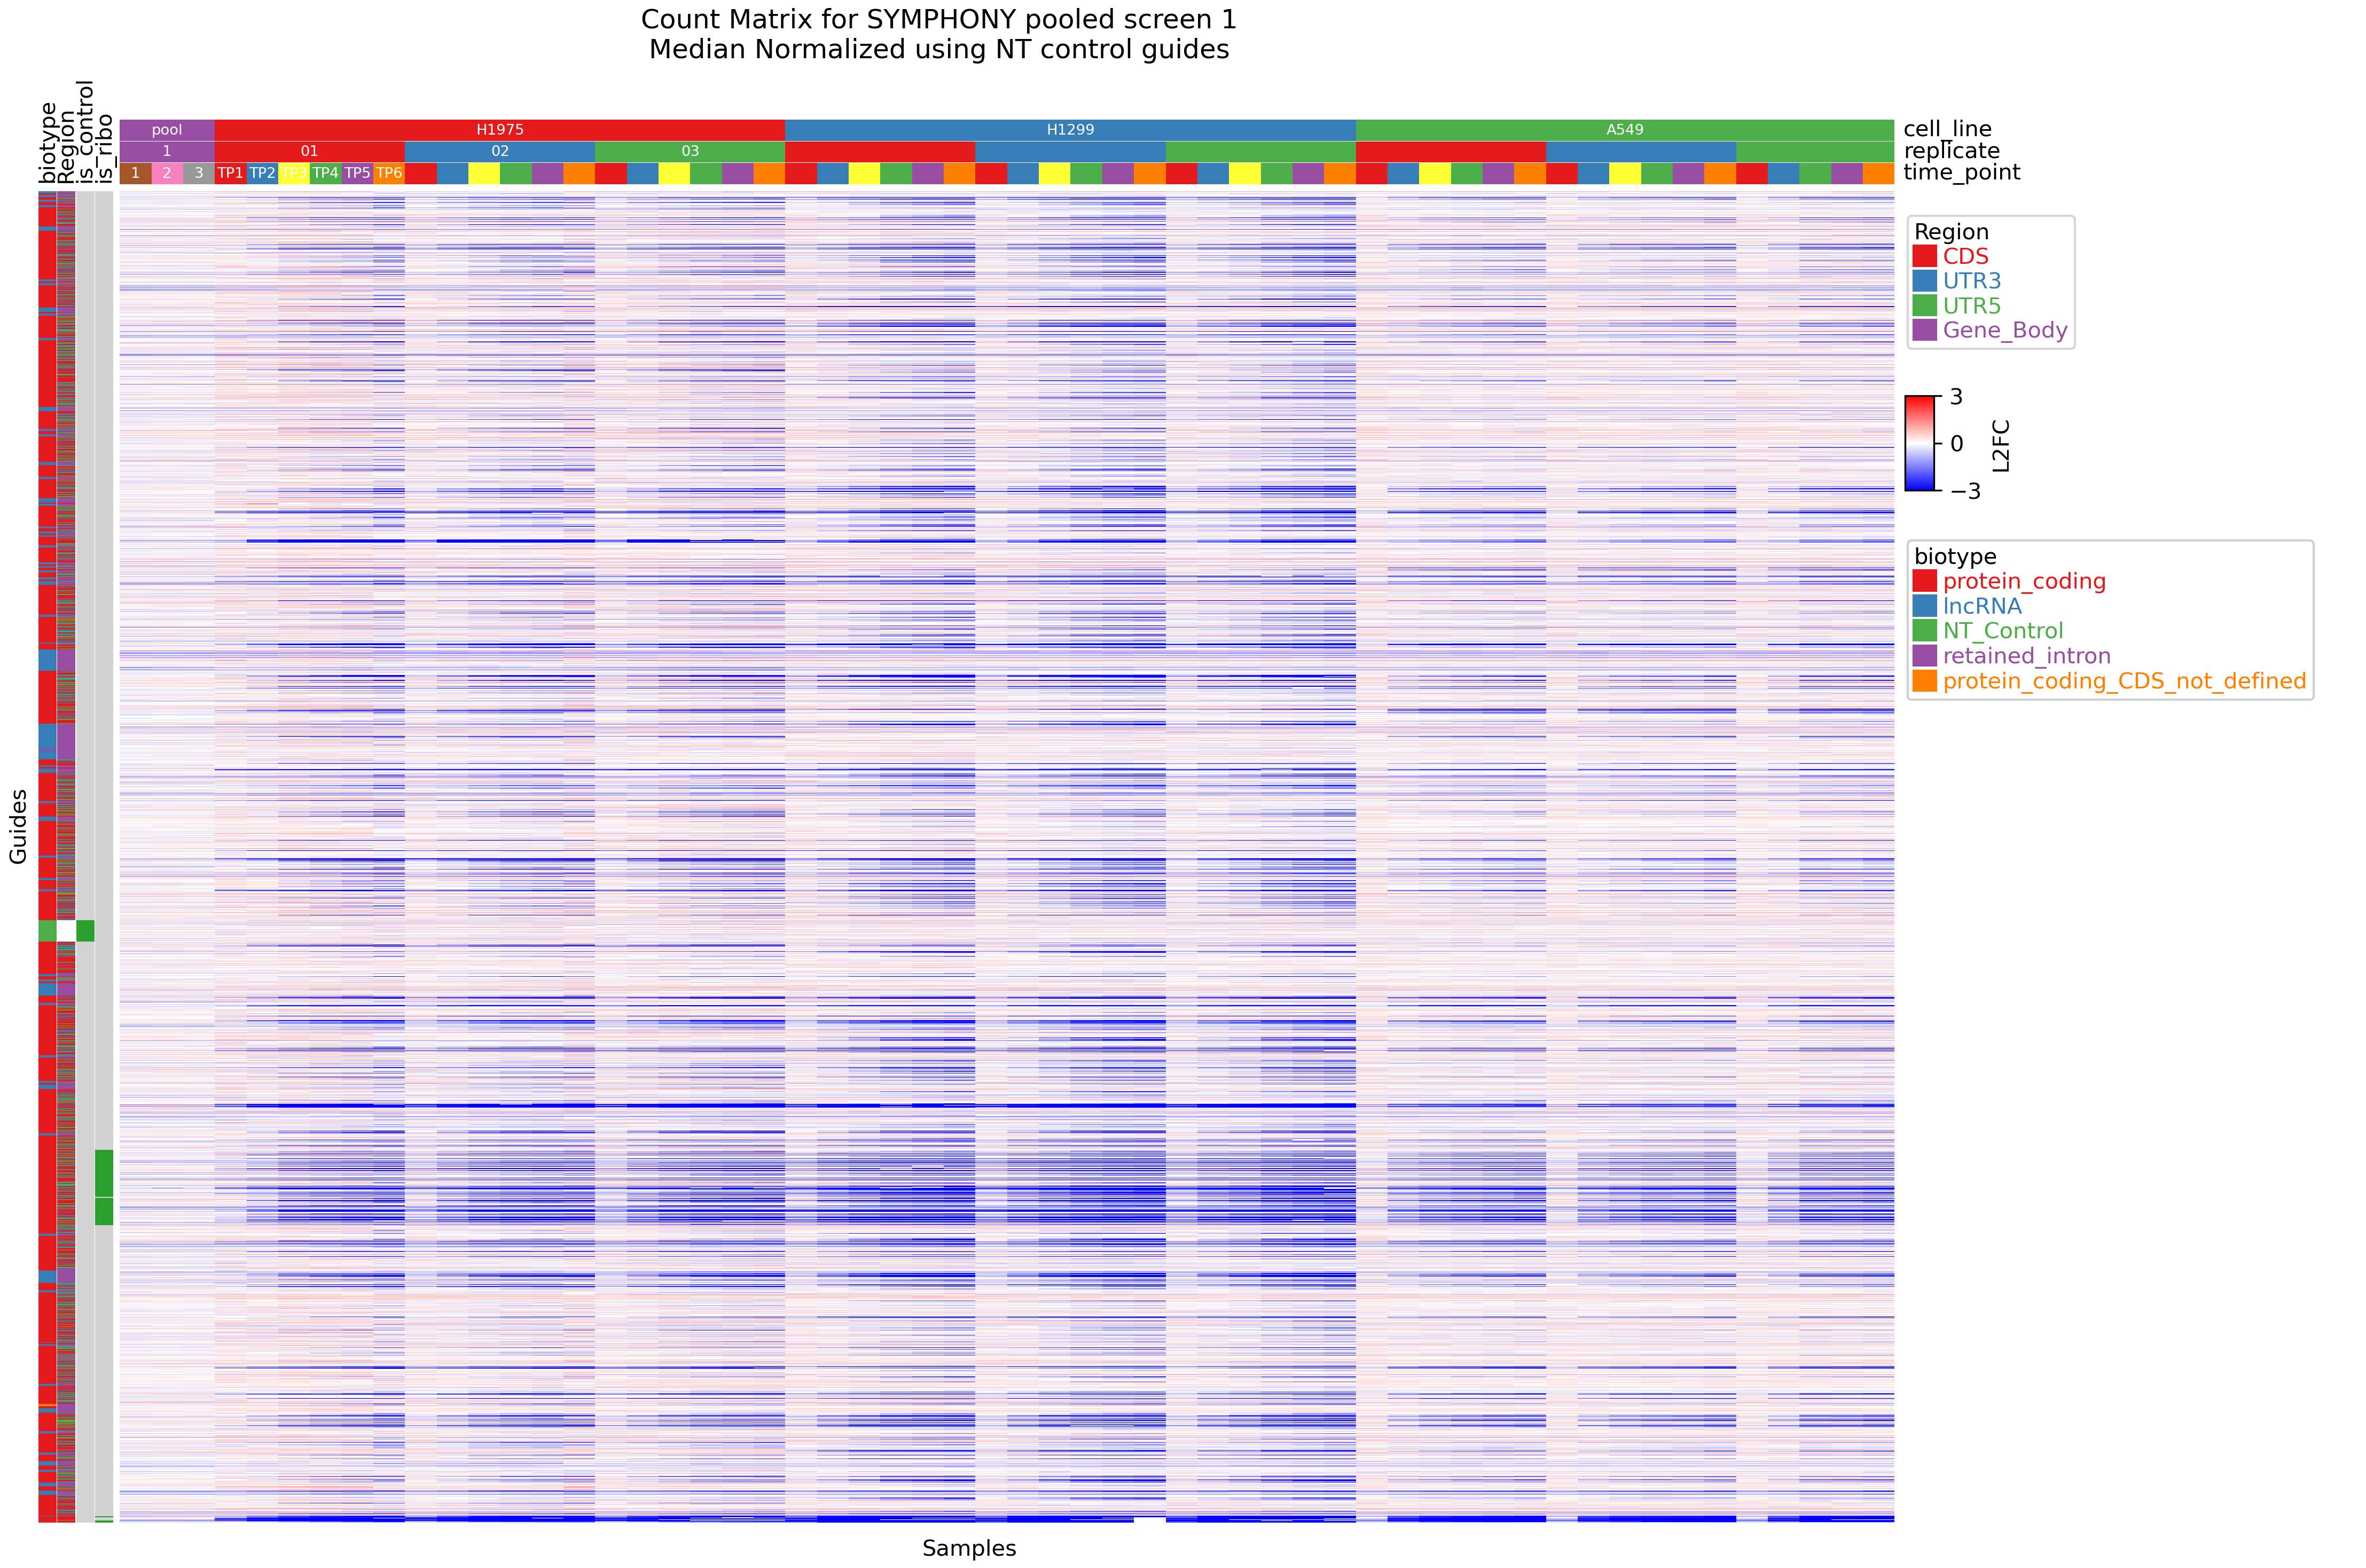 Count Matrix for SYMPHONY pooled screen 1
Median Normalized using NT control guides
biotype
Region
is_control
is_ribo
pool H1975 H1299 A549 cell_line
1 01 02 03 replicate
1 2 3 TP1 TP2 TP3 TP4 TP5 TP6 time_point
Region
CDS
UTR3
UTR5
Gene_Body
3
0
−3
L2FC
biotype
protein_coding
lncRNA
NT_Control
retained_intron
protein_coding_CDS_not_defined
Guides
Samples